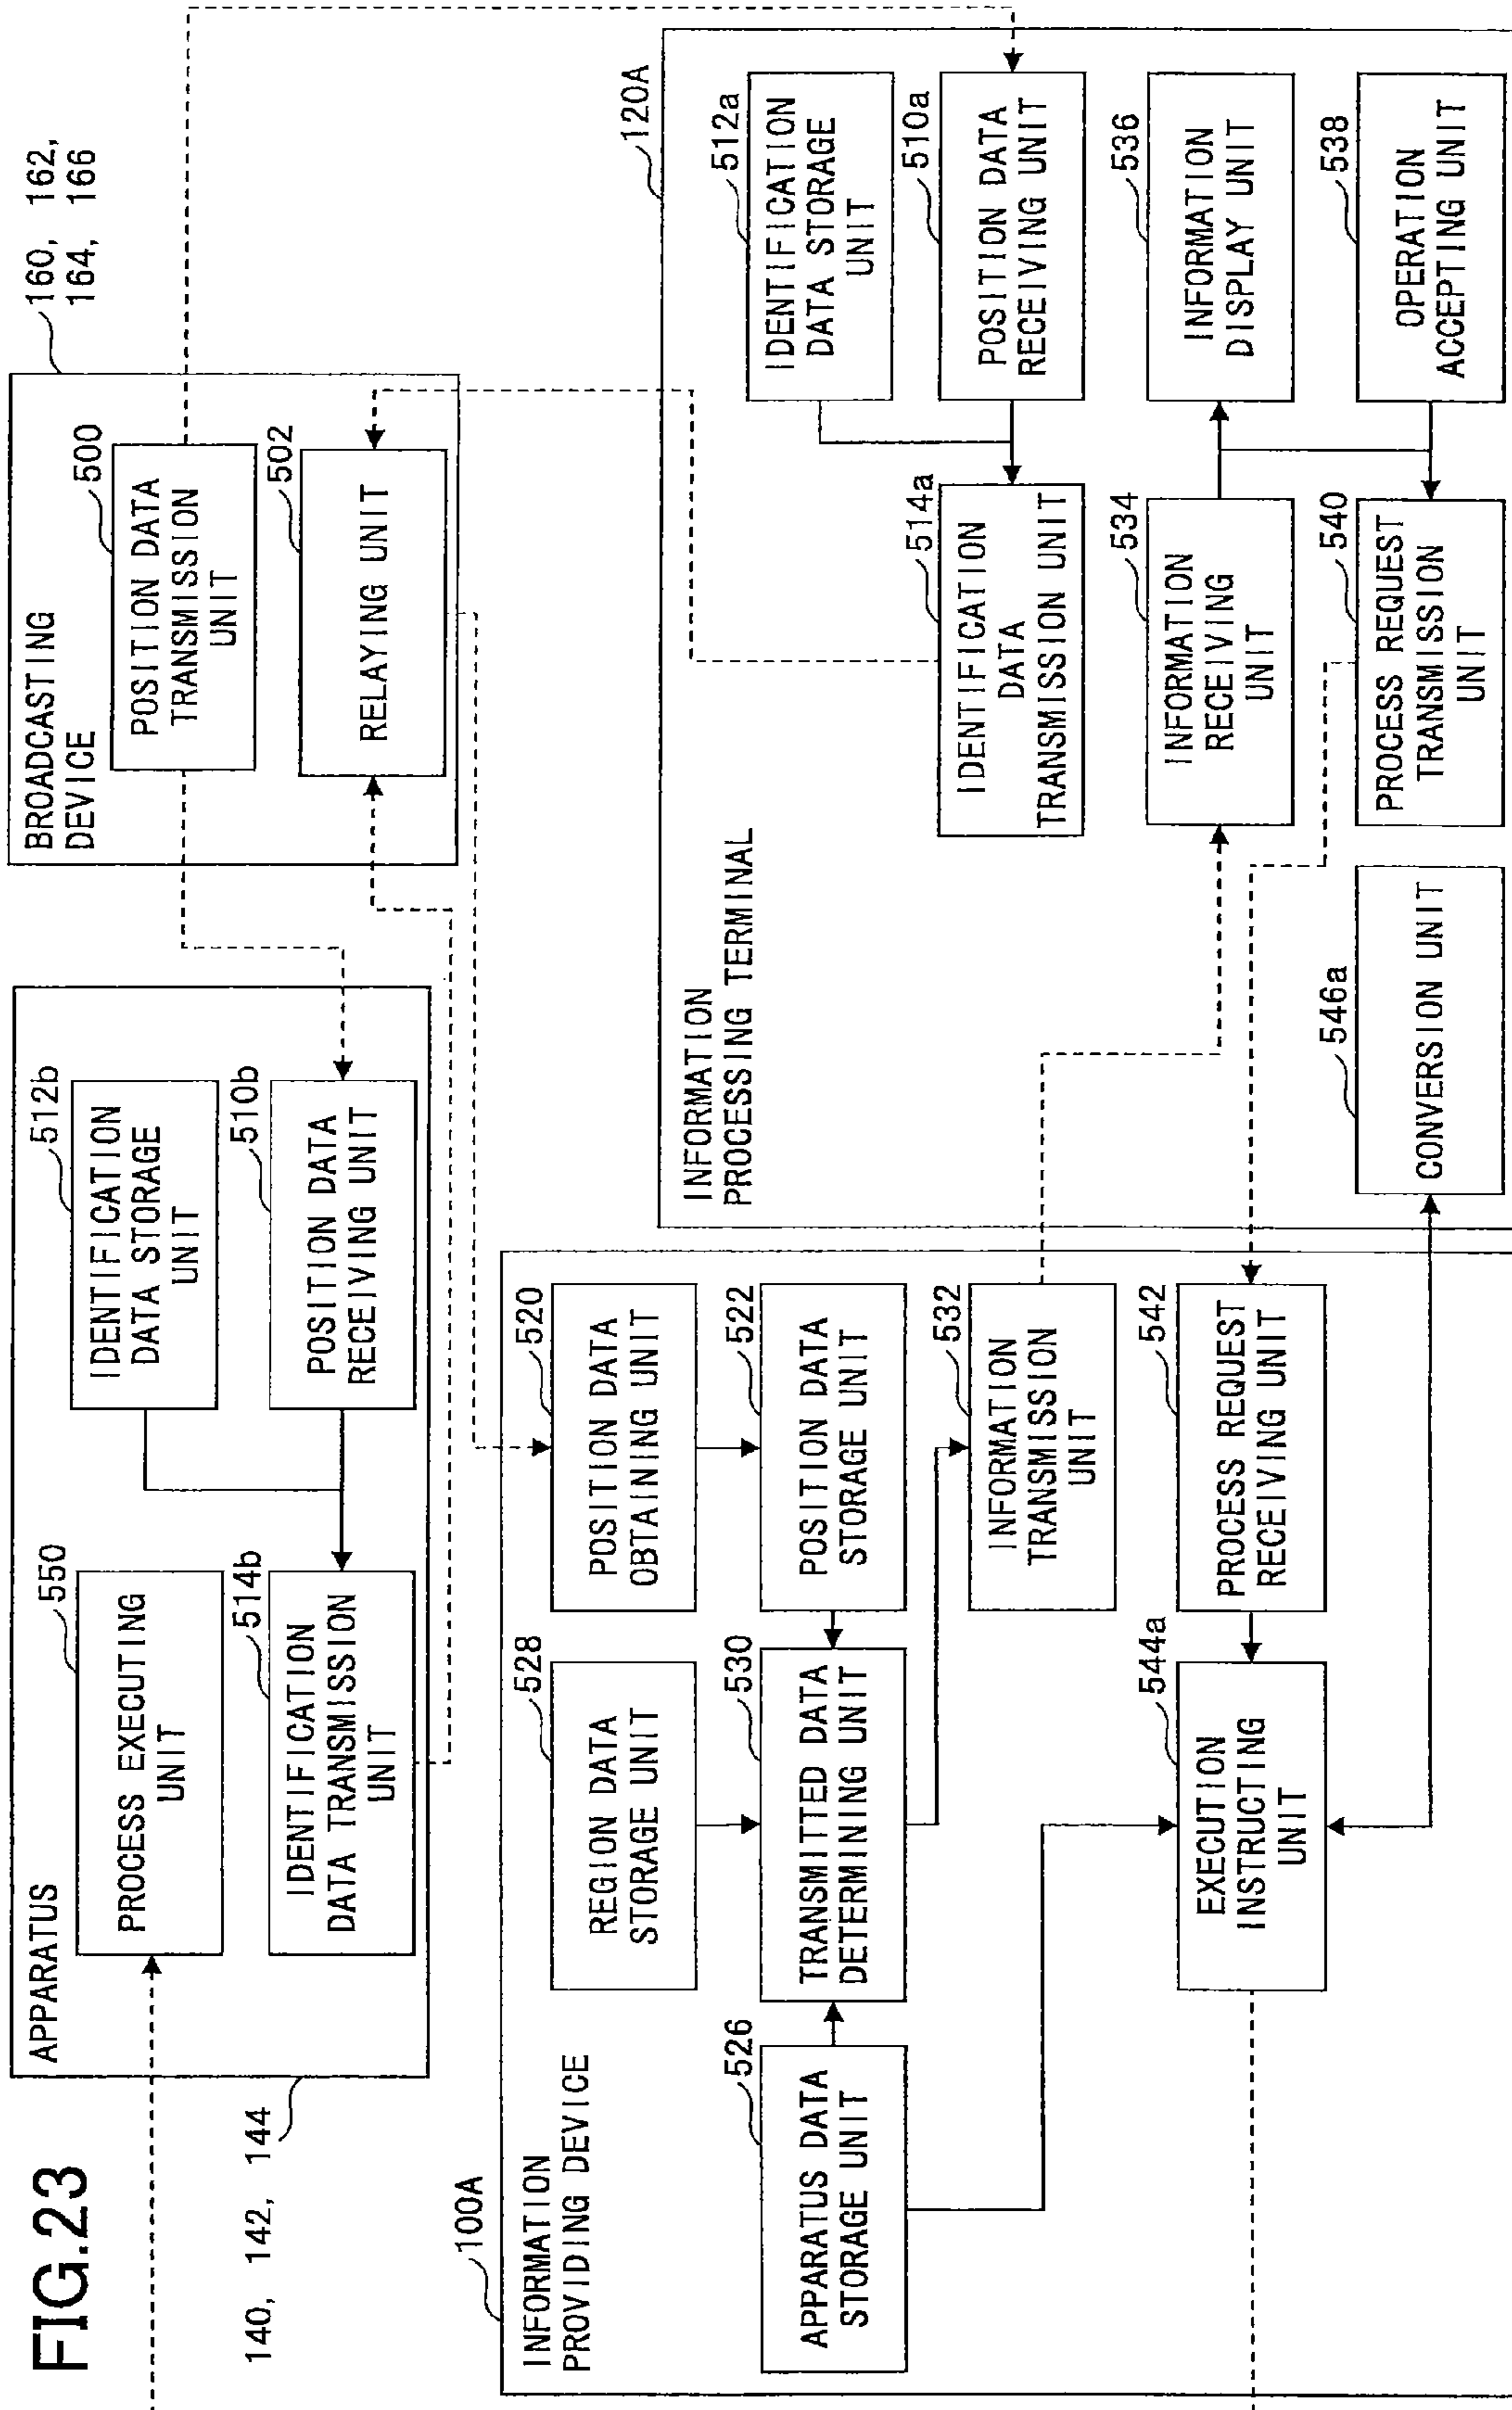 FIG.23
140, 142, 144
APPARATUS
PROCESS EXECUTING
UNIT
550
IDENTIFICATION
DATA STORAGE
UNIT
512b
IDENTIFICATION
DATA TRANSMISSION
UNIT
514b
POSITION DATA
RECEIVING UNIT
510b
BROADCASTING
DEVICE
160, 162,
164, 166
POSITION DATA
TRANSMISSION
UNIT
500
RELAYING UNIT
502
100A
INFORMATION
PROVIDING DEVICE
REGION DATA
STORAGE UNIT
528
POSITION DATA
OBTAINING UNIT
520
APPARATUS DATA
STORAGE UNIT
526
TRANSMITTED DATA
DETERMINING UNIT
530
POSITION DATA
STORAGE UNIT
522
INFORMATION
TRANSMISSION
UNIT
532
EXECUTION
INSTRUCTING
UNIT
544a
PROCESS REQUEST
RECEIVING UNIT
542
INFORMATION
PROCESSING TERMINAL
120A
IDENTIFICATION
DATA STORAGE
UNIT
512a
IDENTIFICATION
DATA
TRANSMISSION UNIT
514a
POSITION DATA
RECEIVING UNIT
510a
INFORMATION
RECEIVING
UNIT
534
INFORMATION
DISPLAY UNIT
536
CONVERSION UNIT
546a
PROCESS REQUEST
TRANSMISSION
UNIT
540
OPERATION
ACCEPTING UNIT
538